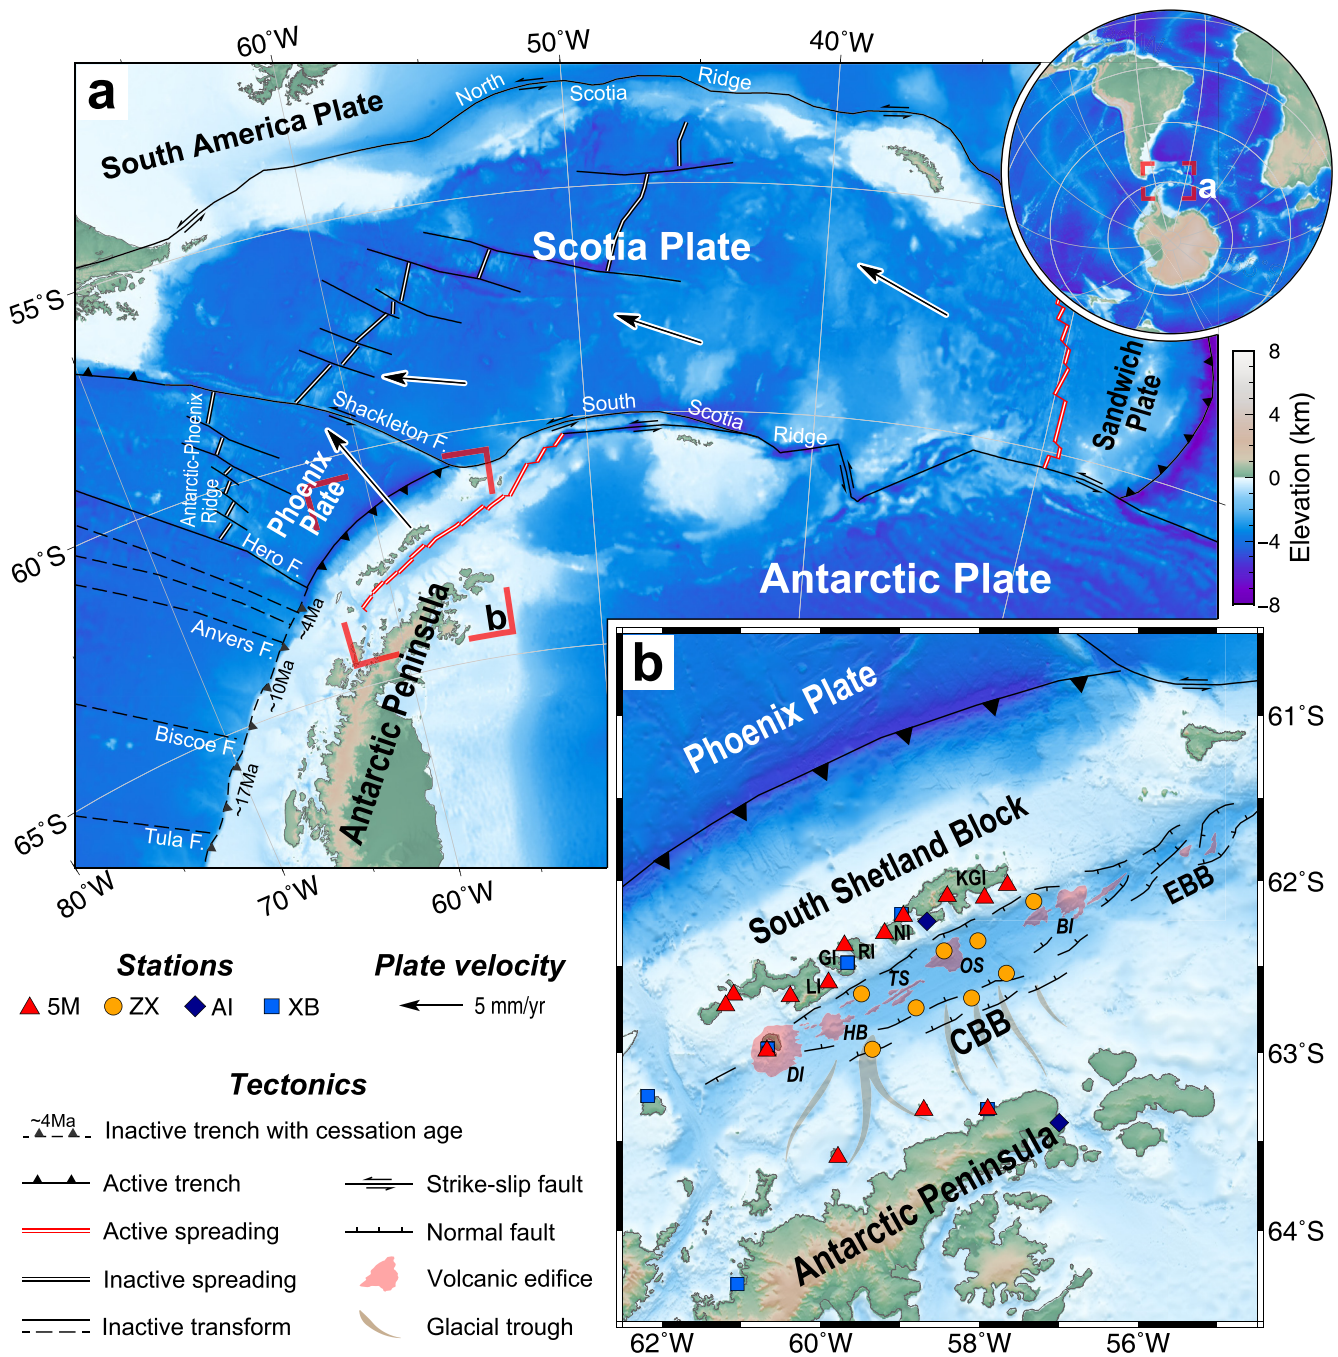 60°W
50°W
40°W
a
South America Plate
North
Scotia
Ridge
a
Scotia Plate
55°S
Sandwich
Plate
8
4
0
−4
−8
Elevation (km)
Shackleton F.
South
Scotia
Ridge
Antarctic-Phoenix
Ridge
Phoenix
Plate
Hero F.
60°S
Antarctic Plate
~4Ma
Anvers F.
b
~10Ma
Antarctic Peninsula
Biscoe F.
~17Ma
Tula F.
65°S
80°W
70°W
60°W
b
Phoenix Plate
61°S
South Shetland Block
KGI
62°S
EBB
BI
NI
RI
GI
OS
TS
LI
HB
CBB
63°S
DI
Antarctic Peninsula
64°S
62°W
60°W
58°W
56°W
Stations
5M
ZX
AI
XB
Plate velocity
5 mm/yr
Tectonics
~4Ma
Inactive trench with cessation age
Active trench
Strike-slip fault
Active spreading
Normal fault
Inactive spreading
Volcanic edifice
Inactive transform
Glacial trough